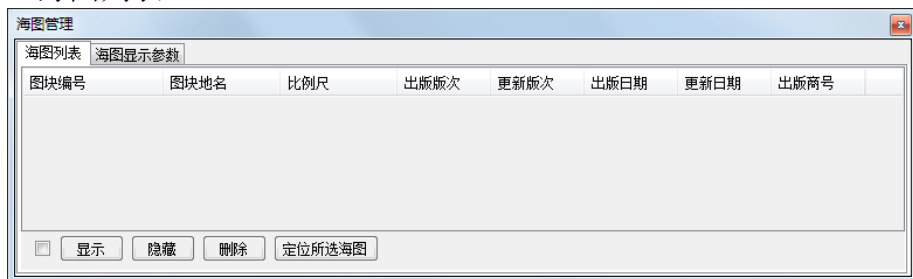 海图管理
海图列表 海图显示参数
图块编号 图块地名 比例尺 出版版次 更新版次 出版日期 更新日期 出版商号
显示 隐藏 删除 定位所选海图